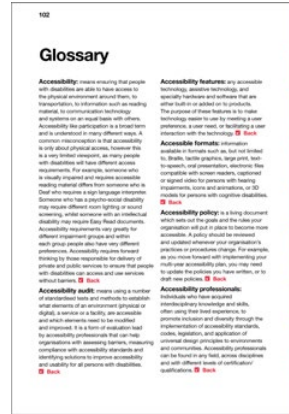 102
Glossary
Accessibility: means ensuring that people
with disabilities are able to have access to
the physical environment around them, to
transportation, to information such as reading
material, to communication technology
and systems on an equal basis with others.
Accessibility like participation is a broad term
and is understood in many different ways. A
common misconception is that accessibility
is only about physical access, however this
is a very limited viewpoint, as many people
with disabilities will have different access
requirements. For example, someone who
is visually impaired and requires accessible
reading material differs from someone who is
Deaf who requires a sign language interpreter.
Someone who has a psycho-social disability
may require different room lighting or sound
screening, whilst someone with an intellectual
disability may require Easy Read documents.
Accessibility requirements vary greatly for
different impairment groups and within
each group people also have very different
preferences. Accessibility requires forward
thinking by those responsible for delivery of
private and public services to ensure that people
with disabilities can access and use services
without barriers. Back
Accessibility audit: means using a number
of standardised tests and methods to establish
what elements of an environment (physical or
digital), a service or a facility, are accessible
and which elements need to be modified
and improved. It is a form of evaluation lead
by accessibility professionals that can help
organisations with assessing barriers, measuring
compliance with accessibility standards and
identifying solutions to improve accessibility
and usability for all persons with disabilities.
Back
Accessibility features: any accessible
technology, assistive technology, and
specialty hardware and software that are
either built-in or added on to products.
The purpose of these features is to make
technology easier to use by meeting a user
preference, a user need, or facilitating a user
interaction with the technology. Back
Accessible formats: information
available in formats such as, but not limited
to, Braille, tactile graphics, large print, text-
to-speech, oral presentation, electronic files
compatible with screen readers, captioned
or signed video for persons with hearing
impairments, icons and animations, or 3D
models for persons with cognitive disabilities.
Back
Accessibility policy: is a living document
which sets out the goals and the rules your
organisation will put in place to become more
accessible. A policy should be reviewed
and updated whenever your organisation's
practices or procedures change. For example,
as you move forward with implementing your
multi-year accessibility plan, you may need
to update the policies you have written, or to
draft new policies. Back
Accessibility professionals:
Individuals who have acquired
interdisciplinary knowledge and skills,
often using their lived experience, to
promote inclusion and diversity through the
implementation of accessibility standards,
codes, legislation, and application of
universal design principles to environments
and communities. Accessibility professionals
can be found in any field, across disciplines
and with different levels of certification/
qualifications. Back